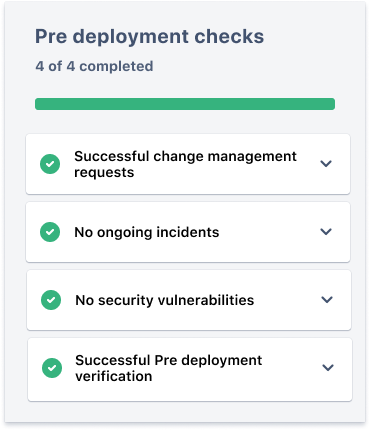 Pre deployment checks
4 of 4 completed
Successful change management
requests
No ongoing incidents
No security vulnerabilities
Successful Pre deployment
verification